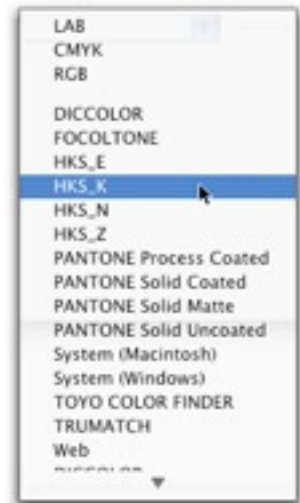 LAB
CMYK
RGB
DICCOLOR
FOCOLTONE
HKS_E
HKS_K
HKS_N
HKS_Z
PANTONE Process Coated
PANTONE Solid Coated
PANTONE Solid Matte
PANTONE Solid Uncoated
System (Macintosh)
System (Windows)
TOYO COLOR FINDER
TRUMATCH
Web